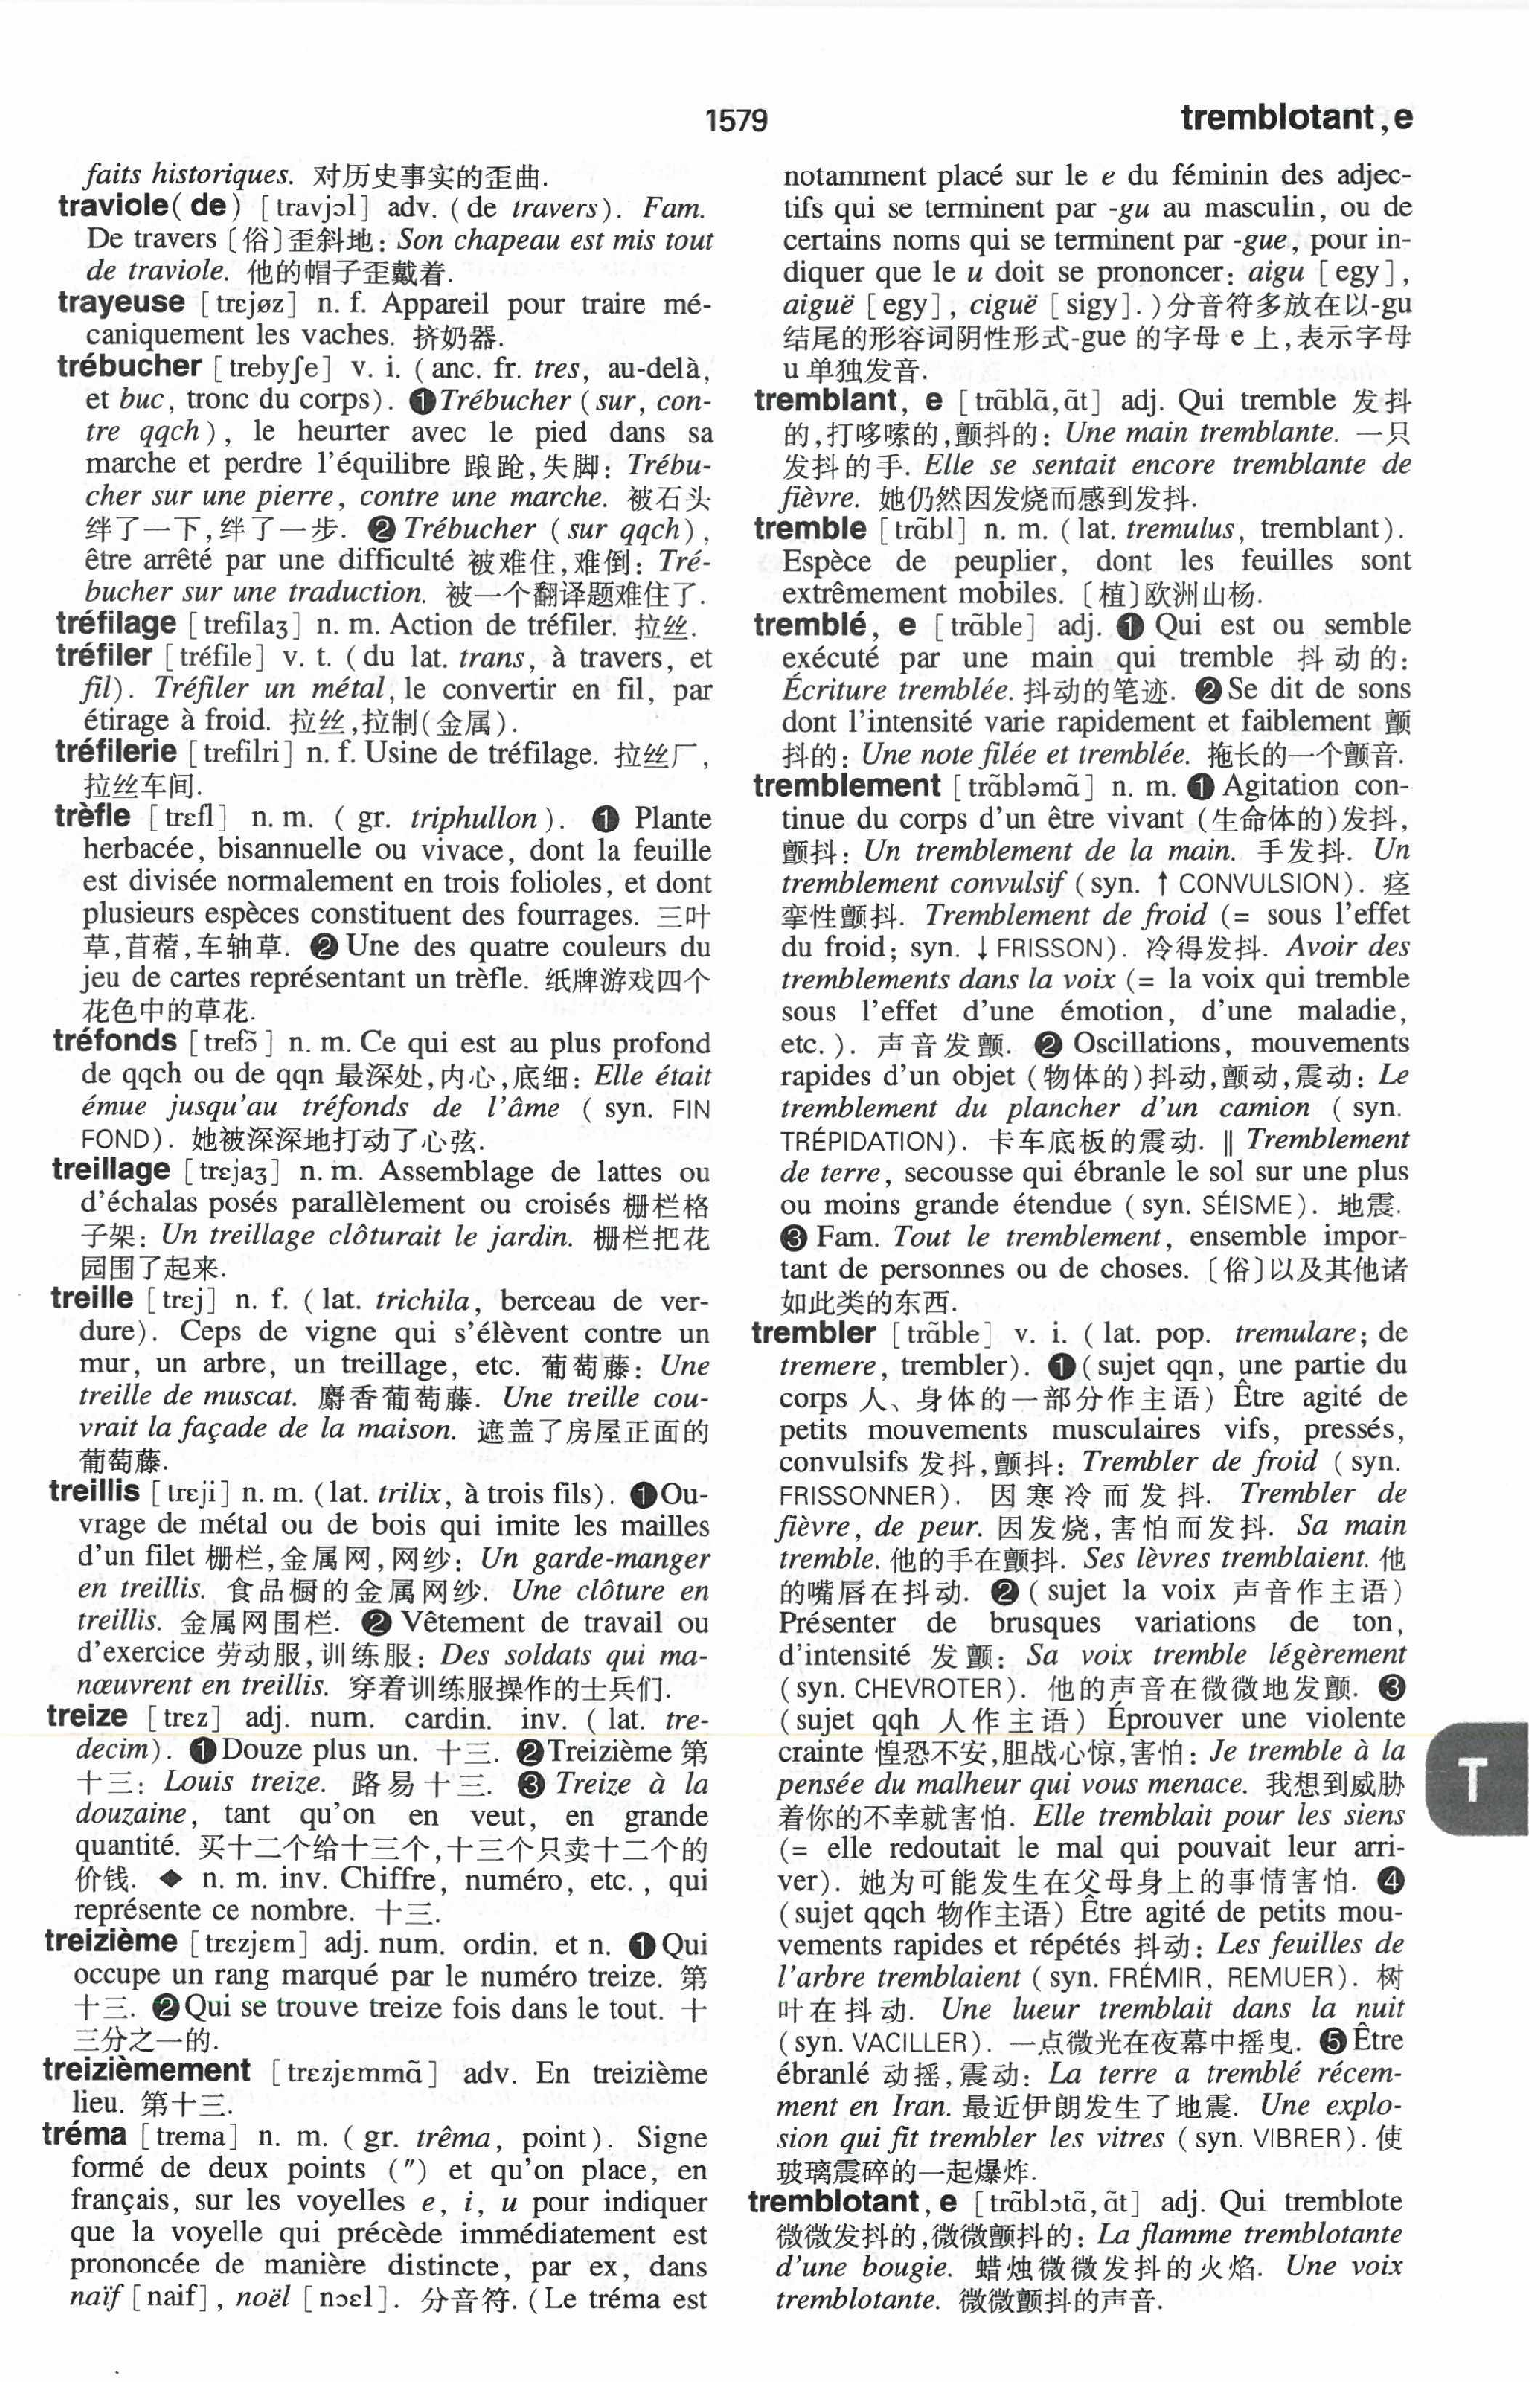 1579
tremblotant,e
faits historiques. 对历史事实的歪曲.
traviole(de) [travjɔl] adv. (de travers). Fam.
De travers〔俗〕歪斜地: Son chapeau est mis tout
de traviole. 他的帽子歪戴着.
trayeuse [trɛjøz] n. f. Appareil pour traire mé-
caniquement les vaches. 挤奶器.
trébucher [trebyʃe] v. i. (anc. fr. tres, au-delà,
et buc, tronc du corps). ❶Trébucher (sur, con-
tre qqch), le heurter avec le pied dans sa
marche et perdre l'équilibre 踉跄,失脚: Trébu-
cher sur une pierre, contre une marche. 被石头
绊了一下,绊了一步. ❷ Trébucher (sur qqch),
être arrêté par une difficulté 被难住,难倒: Tré-
bucher sur une traduction. 被一个翻译题难住了.
tréfilage [trefilaʒ] n. m. Action de tréfiler. 拉丝.
tréfiler [tréfile] v. t. (du lat. trans, à travers, et
fil). Tréfiler un métal, le convertir en fil, par
étirage à froid. 拉丝,拉制(金属).
tréfilerie [trefilri] n. f. Usine de tréfilage. 拉丝厂,
拉丝车间.
trèfle [trɛfl] n. m. ( gr. triphullon). ❶ Plante
herbacée, bisannuelle ou vivace, dont la feuille
est divisée normalement en trois folioles, et dont
plusieurs espèces constituent des fourrages. 三叶
草,苜蓿,车轴草. ❷ Une des quatre couleurs du
jeu de cartes représentant un trèfle. 纸牌游戏四个
花色中的草花.
tréfonds [trefɔ̃] n. m. Ce qui est au plus profond
de qqch ou de qqn 最深处,内心,底细: Elle était
émue jusqu'au tréfonds de l'âme ( syn. FIN
FOND). 她被深深地打动了心弦.
treillage [trɛjaʒ] n. m. Assemblage de lattes ou
d'échalas posés parallèlement ou croisés 栅栏格
子架: Un treillage clôturait le jardin. 栅栏把花
园围了起来.
treille [trɛj] n. f. (lat. trichila, berceau de ver-
dure). Ceps de vigne qui s'élèvent contre un
mur, un arbre, un treillage, etc. 葡萄藤: Une
treille de muscat. 麝香葡萄藤. Une treille cou-
vrait la façade de la maison. 遮盖了房屋正面的
葡萄藤.
treillis [trɛji] n. m. (lat. trilix, à trois fils). ❶Ou-
vrage de métal ou de bois qui imite les mailles
d'un filet 栅栏,金属网,网纱: Un garde-manger
en treillis. 食品橱的金属网纱. Une clôture en
treillis. 金属网围栏. ❷ Vêtement de travail ou
d'exercice 劳动服,训练服: Des soldats qui ma-
nœuvrent en treillis. 穿着训练服操作的士兵们.
treize [trɛz] adj. num. cardin. inv. ( lat. tre-
decim). ❶Douze plus un. 十三. ❷Treizième 第
十三: Louis treize. 路易十三. ❸ Treize à la
douzaine, tant qu'on en veut, en grande
quantité. 买十二个给十三个,十三个只卖十二个的
价钱. ◆ n. m. inv. Chiffre, numéro, etc. , qui
représente ce nombre. 十三.
treizième [trɛzjɛm] adj. num. ordin. et n. ❶Qui
occupe un rang marqué par le numéro treize. 第
十三. ❷Qui se trouve treize fois dans le tout. 十
三分之一的.
treizièmement [trɛzjɛmmɑ̃] adv. En treizième
lieu. 第十三.
tréma [trema] n. m. ( gr. trêma, point). Signe
formé de deux points (″) et qu'on place, en
français, sur les voyelles e, i, u pour indiquer
que la voyelle qui précède immédiatement est
prononcée de manière distincte, par ex, dans
naïf [naif], noël [nɔɛl]. 分音符. (Le tréma est
notamment placé sur le e du féminin des adjec-
tifs qui se terminent par -gu au masculin, ou de
certains noms qui se terminent par -gue, pour in-
diquer que le u doit se prononcer: aigu [egy],
aiguë [egy], ciguë [sigy].)分音符多放在以-gu
结尾的形容词阴性形式-gue 的字母 e 上,表示字母
u 单独发音.
tremblant, e [trɑ̃blɑ̃,ɑ̃t] adj. Qui tremble 发抖
的,打哆嗦的,颤抖的: Une main tremblante. 一只
发抖的手. Elle se sentait encore tremblante de
fièvre. 她仍然因发烧而感到发抖.
tremble [trɑ̃bl] n. m. (lat. tremulus, tremblant).
Espèce de peuplier, dont les feuilles sont
extrêmement mobiles. 〔植〕欧洲山杨.
tremblé, e [trɑ̃ble] adj. ❶ Qui est ou semble
exécuté par une main qui tremble 抖动的:
Écriture tremblée. 抖动的笔迹. ❷Se dit de sons
dont l'intensité varie rapidement et faiblement 颤
抖的: Une note filée et tremblée. 拖长的一个颤音.
tremblement [trɑ̃bləmɑ̃] n. m. ❶ Agitation con-
tinue du corps d'un être vivant (生命体的)发抖,
颤抖: Un tremblement de la main. 手发抖. Un
tremblement convulsif (syn. ↑ CONVULSION). 痉
挛性颤抖. Tremblement de froid (= sous l'effet
du froid; syn. ↓ FRISSON). 冷得发抖. Avoir des
tremblements dans la voix (= la voix qui tremble
sous l'effet d'une émotion, d'une maladie,
etc. ). 声音发颤. ❷ Oscillations, mouvements
rapides d'un objet (物体的)抖动,颤动,震动: Le
tremblement du plancher d'un camion ( syn.
TRÉPIDATION). 卡车底板的震动. ‖ Tremblement
de terre, secousse qui ébranle le sol sur une plus
ou moins grande étendue (syn. SÉISME). 地震.
❸ Fam. Tout le tremblement, ensemble impor-
tant de personnes ou de choses. 〔俗〕以及其他诸
如此类的东西.
trembler [trɑ̃ble] v. i. ( lat. pop. tremulare; de
tremere, trembler). ❶(sujet qqn, une partie du
corps 人、身体的一部分作主语) Être agité de
petits mouvements musculaires vifs, pressés,
convulsifs 发抖,颤抖: Trembler de froid ( syn.
FRISSONNER). 因寒冷而发抖. Trembler de
fièvre, de peur. 因发烧,害怕而发抖. Sa main
tremble. 他的手在颤抖. Ses lèvres tremblaient. 他
的嘴唇在抖动. ❷ ( sujet la voix 声音作主语)
Présenter de brusques variations de ton,
d'intensité 发颤: Sa voix tremble légèrement
(syn. CHEVROTER). 他的声音在微微地发颤. ❸
(sujet qqh 人作主语) Éprouver une violente
crainte 惶恐不安,胆战心惊,害怕: Je tremble à la
pensée du malheur qui vous menace. 我想到威胁
着你的不幸就害怕. Elle tremblait pour les siens
(= elle redoutait le mal qui pouvait leur arri-
ver). 她为可能发生在父母身上的事情害怕. ❹
(sujet qqch 物作主语) Être agité de petits mou-
vements rapides et répétés 抖动: Les feuilles de
l'arbre tremblaient (syn. FRÉMIR, REMUER). 树
叶在抖动. Une lueur tremblait dans la nuit
(syn. VACILLER). 一点微光在夜幕中摇曳. ❺Être
ébranlé 动摇,震动: La terre a tremblé récem-
ment en Iran. 最近伊朗发生了地震. Une explo-
sion qui fit trembler les vitres (syn. VIBRER). 使
玻璃震碎的一起爆炸.
tremblotant, e [trɑ̃blɔtɑ̃,ɑ̃t] adj. Qui tremblote
微微发抖的,微微颤抖的: La flamme tremblotante
d'une bougie. 蜡烛微微发抖的火焰. Une voix
tremblotante. 微微颤抖的声音.
T